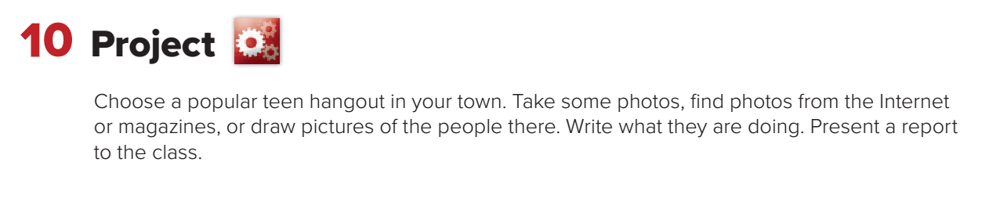 10 Project
Choose a popular teen hangout in your town. Take some photos, find photos from the Internet
or magazines, or draw pictures of the people there. Write what they are doing. Present a report
to the class.